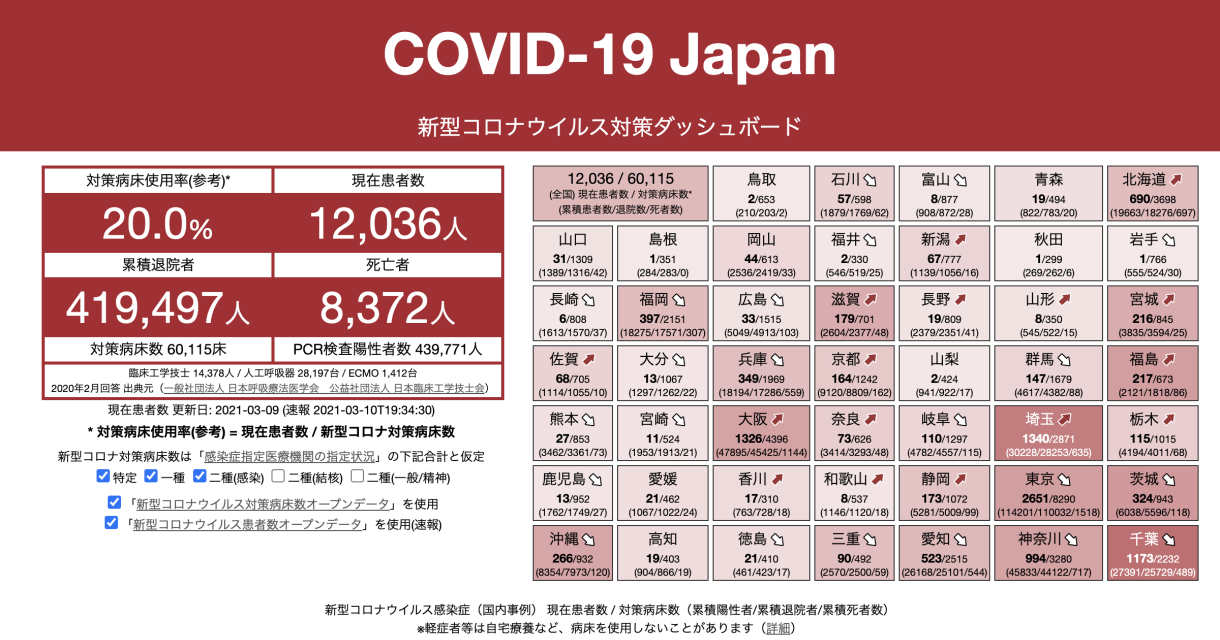 COVID-19 Japan
新型コロナウイルス対策ダッシュボード
対策病床使用率(参考)*
現在患者数
20.0%
12,036人
累積退院者
死亡者
419,497人
8,372人
対策病床数 60,115床
PCR検査陽性者数 439,771人
臨床工学技士 14,378人 / 人工呼吸器 28,197台 / ECMO 1,412台
2020年2月回答 出典元（一般社団法人 日本呼吸療法医学会　公益社団法人 日本臨床工学技士会）
現在患者数 更新日: 2021-03-09 (速報 2021-03-10T19:34:30)
* 対策病床使用率(参考) = 現在患者数 / 新型コロナ対策病床数
新型コロナ対策病床数は「感染症指定医療機関の指定状況」の下記合計と仮定
特定 一種 二種(感染) 二種(結核) 二種(一般/精神)
「新型コロナウイルス対策病床数オープンデータ」を使用
「新型コロナウイルス患者数オープンデータ」を使用(速報)
12,036 / 60,115
(全国) 現在患者数 / 対策病床数*
(累積患者数/退院数/死者数)
鳥取
2/653
(210/203/2)
石川
57/598
(1879/1769/62)
富山
8/877
(908/872/28)
青森
19/494
(822/783/20)
北海道
690/3698
(19663/18276/697)
山口
31/1309
(1389/1316/42)
島根
1/351
(284/283/0)
岡山
44/613
(2536/2419/33)
福井
2/330
(546/519/25)
新潟
67/777
(1139/1056/16)
秋田
1/299
(269/262/6)
岩手
1/766
(555/524/30)
長崎
6/808
(1613/1570/37)
福岡
397/2151
(18275/17571/307)
広島
33/1515
(5049/4913/103)
滋賀
179/701
(2604/2377/48)
長野
19/809
(2379/2351/41)
山形
8/350
(545/522/15)
宮城
216/845
(3835/3594/25)
佐賀
68/705
(1114/1055/10)
大分
13/1067
(1297/1262/22)
兵庫
349/1969
(18194/17286/559)
京都
164/1242
(9120/8809/162)
山梨
2/424
(941/922/17)
群馬
147/1679
(4617/4382/88)
福島
217/673
(2121/1818/86)
熊本
27/853
(3462/3361/73)
宮崎
11/524
(1953/1913/21)
大阪
1326/4396
(47895/45425/1144)
奈良
73/626
(3414/3293/48)
岐阜
110/1297
(4782/4557/115)
埼玉
1340/2871
(30228/28253/635)
栃木
115/1015
(4194/4011/68)
鹿児島
13/952
(1762/1749/27)
愛媛
21/462
(1067/1022/24)
香川
17/310
(763/728/18)
和歌山
8/537
(1146/1120/18)
静岡
173/1072
(5281/5009/99)
東京
2651/8290
(114201/110032/1518)
茨城
324/943
(6038/5596/118)
沖縄
266/932
(8354/7973/120)
高知
19/403
(904/866/19)
徳島
21/410
(461/423/17)
三重
90/492
(2570/2500/59)
愛知
523/2515
(26168/25101/544)
神奈川
994/3280
(45833/44122/717)
千葉
1173/2232
(27391/25729/489)
新型コロナウイルス感染症（国内事例） 現在患者数 / 対策病床数（累積陽性者/累積退院者/累積死者数）
※軽症者等は自宅療養など、病床を使用しないことがあります（詳細）